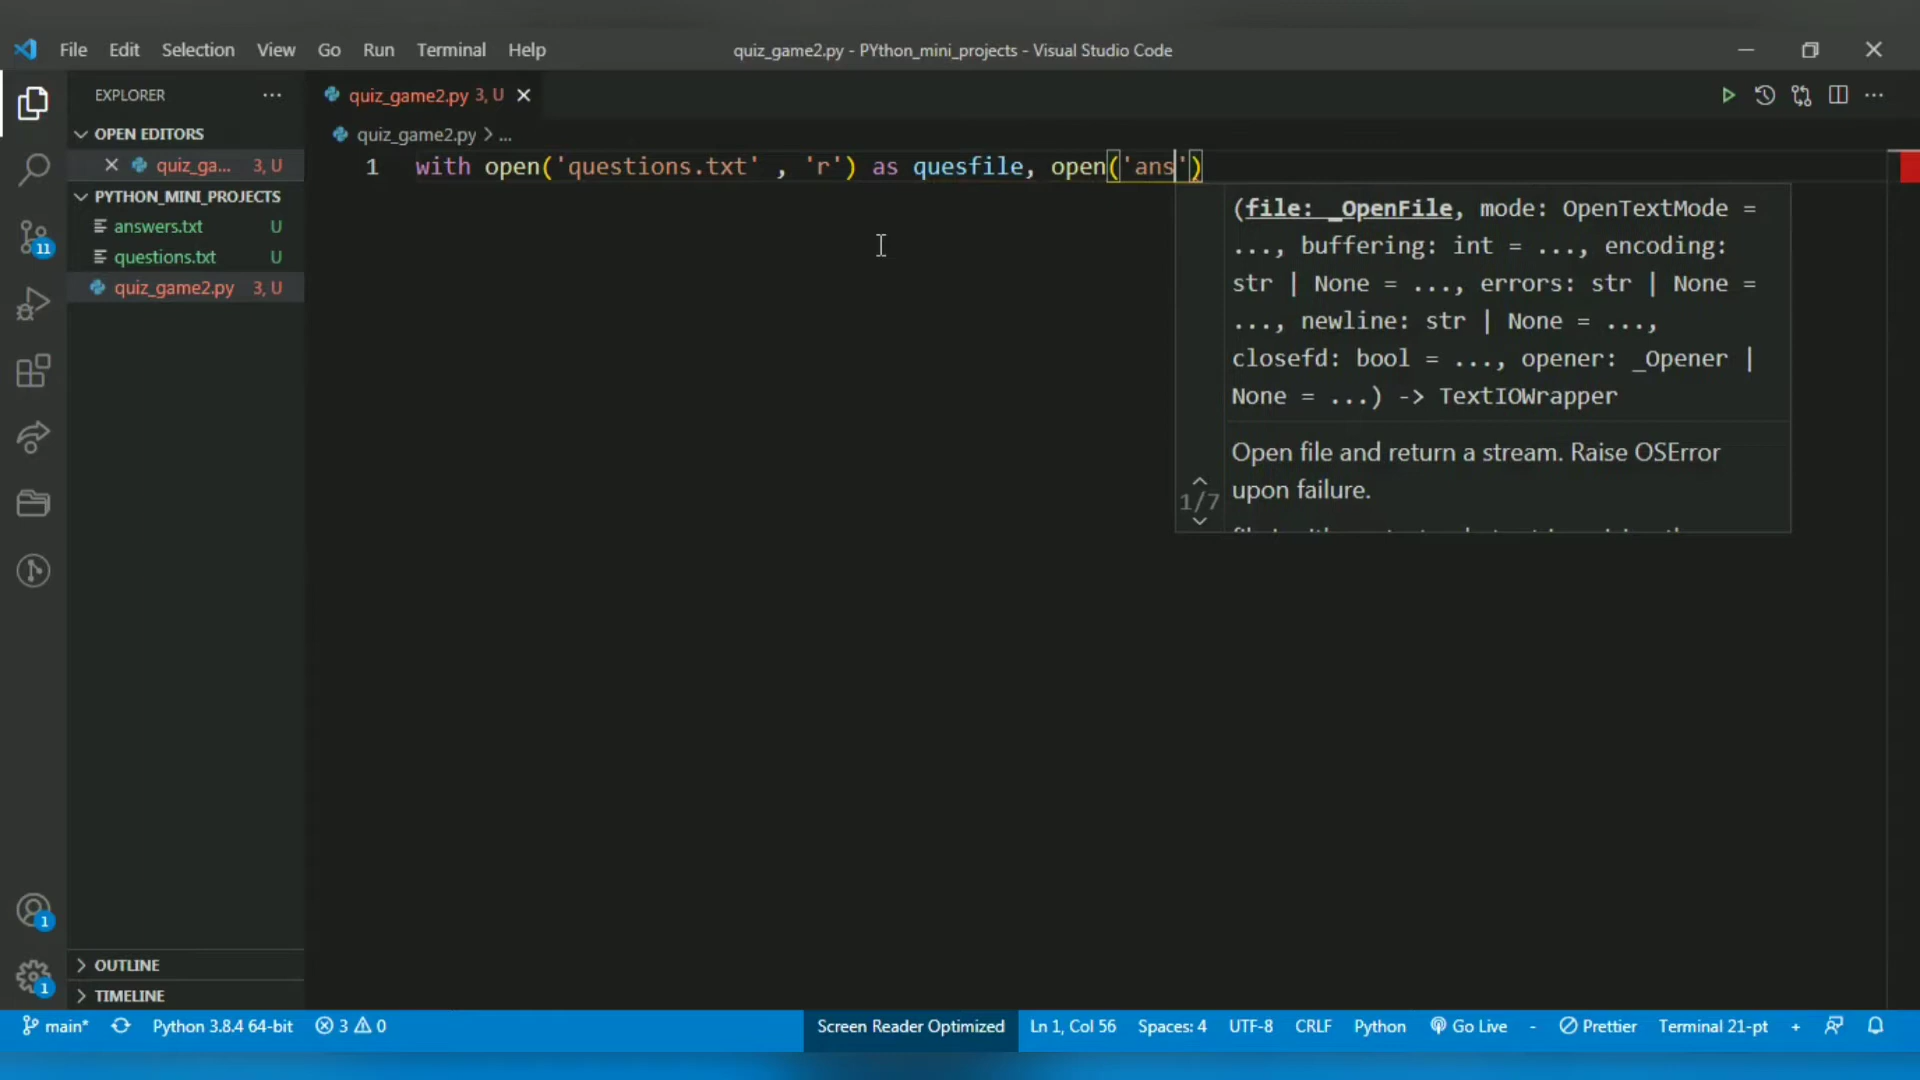 File Edit Selection View Go Run Terminal Help
quiz_game2.py - PYthon_mini_projects - Visual Studio Code
EXPLORER
quiz_game2.py 3, U
OPEN EDITORS
quiz_game2.py > ...
quiz_ga... 3, U
1 with open('questions.txt' , 'r') as quesfile, open('ans')
PYTHON_MINI_PROJECTS
answers.txt U
questions.txt U
quiz_game2.py 3, U
11
(file: _OpenFile, mode: OpenTextMode =
..., buffering: int = ..., encoding:
str | None = ..., errors: str | None =
..., newline: str | None = ...,
closefd: bool = ..., opener: _Opener |
None = ...) -> TextIOWrapper
Open file and return a stream. Raise OSError
upon failure.
1/7
1
OUTLINE
1
TIMELINE
main* Python 3.8.4 64-bit 3 0 Screen Reader Optimized Ln 1, Col 56 Spaces: 4 UTF-8 CRLF Python Go Live - Prettier Terminal 21-pt +